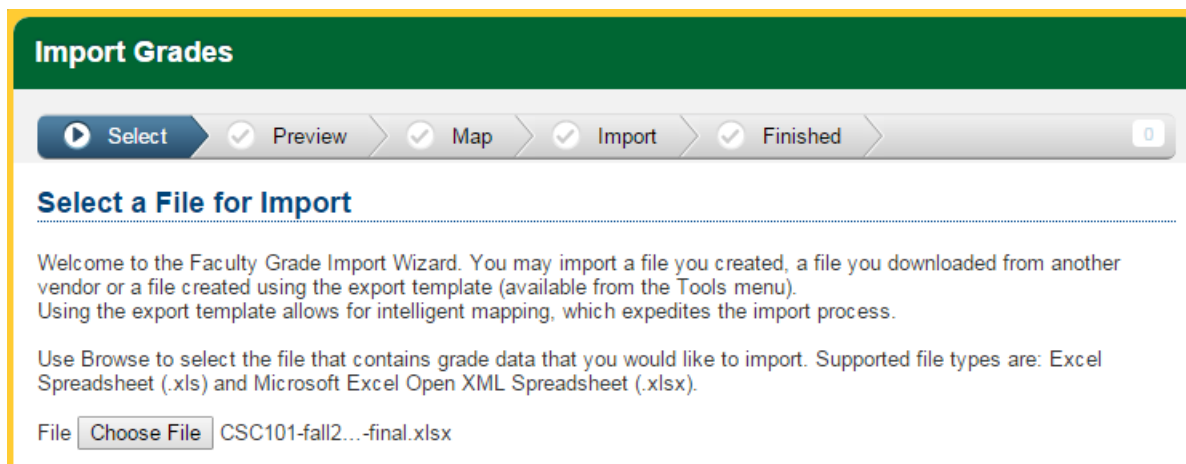 Import Grades
Select Preview Map Import Finished 0
Select a File for Import
Welcome to the Faculty Grade Import Wizard. You may import a file you created, a file you downloaded from another
vendor or a file created using the export template (available from the Tools menu).
Using the export template allows for intelligent mapping, which expedites the import process.
Use Browse to select the file that contains grade data that you would like to import. Supported file types are: Excel
Spreadsheet (.xls) and Microsoft Excel Open XML Spreadsheet (.xlsx).
File Choose File CSC101-fall2...-final.xlsx